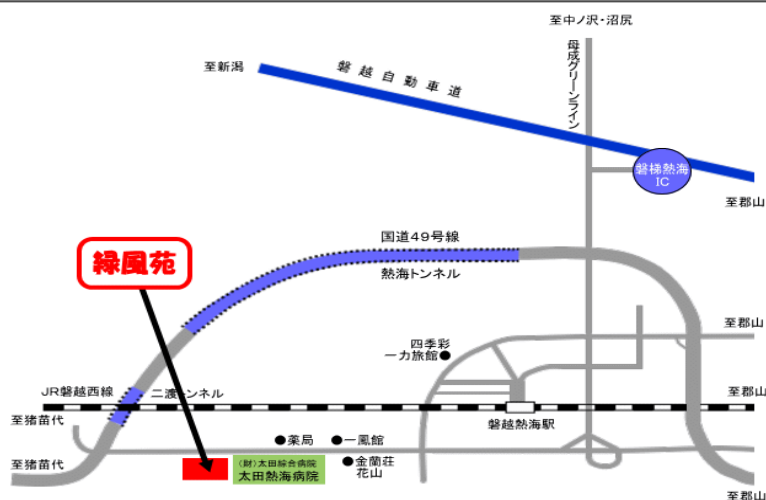 至中ノ沢・沼尻
母成グリーンライン
至新潟
磐越自動車道
磐梯熱海
IC
至郡山
国道49号線
緑風苑
熱海トンネル
至郡山
四季彩
一力旅館●
JR磐越西線
二渡トンネル
至郡山
至猪苗代
磐越熱海駅
●薬局
●一鳳館
至猪苗代
(財)太田綜合病院
太田熱海病院
●金蘭荘
花山
至郡山